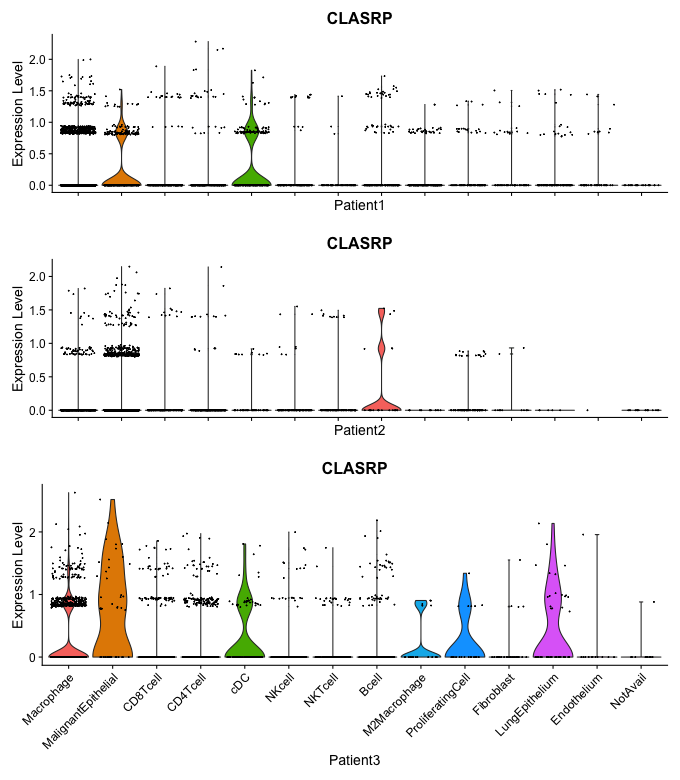 CLASRP
Expression Level
2.0
1.5
1.0
0.5
0.0
Patient1
CLASRP
Expression Level
2.0
1.5
1.0
0.5
0.0
Patient2
CLASRP
Expression Level
2
1
0
Macrophage
MalignantEpithelial
CD8Tcell
CD4Tcell
cDC
NKcell
NKTcell
Bcell
M2Macrophage
ProliferatingCell
Fibroblast
LungEpithelium
Endothelium
NotAvail
Patient3